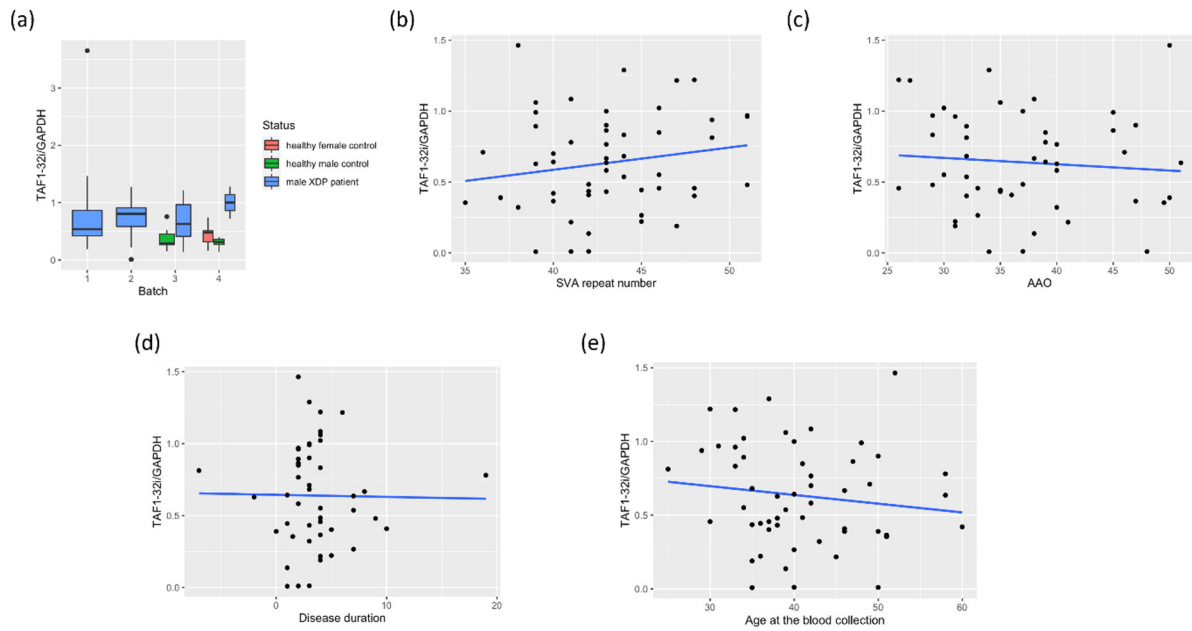 (a)
TAF1-32i/GAPDH
3
2
1
0
1
2
3
4
Batch
Status
healthy female control
healthy male control
male XDP patient
(b)
TAF1-32i/GAPDH
1.5
1.0
0.5
0.0
35
40
45
50
SVA repeat number
(c)
TAF1-32i/GAPDH
1.5
1.0
0.5
0.0
25
30
35
40
45
50
AAO
(d)
TAF1-32i/GAPDH
1.5
1.0
0.5
0.0
0
10
20
Disease duration
(e)
TAF1-32i/GAPDH
1.5
1.0
0.5
0.0
30
40
50
60
Age at the blood collection